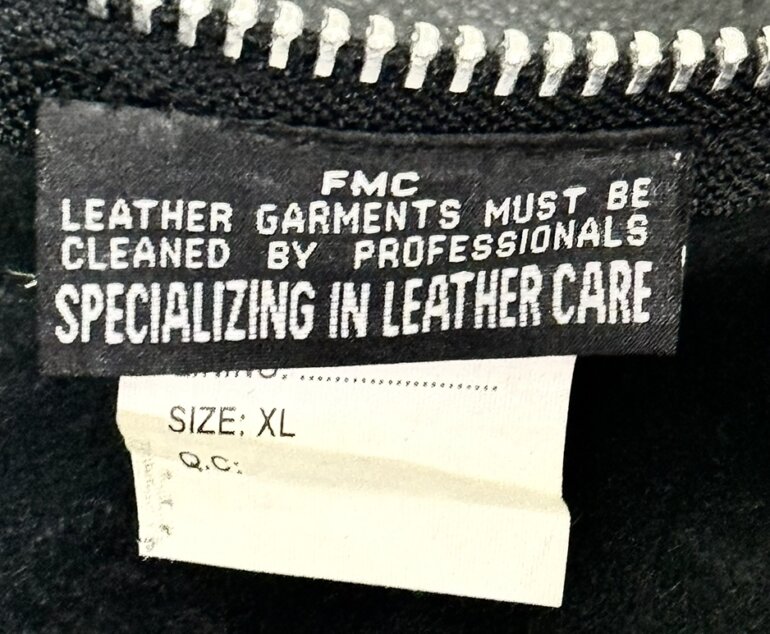 FMC
LEATHER GARMENTS MUST BE
CLEANED BY PROFESSIONALS
SPECIALIZING IN LEATHER CARE
SIZE: XL
Q.C: